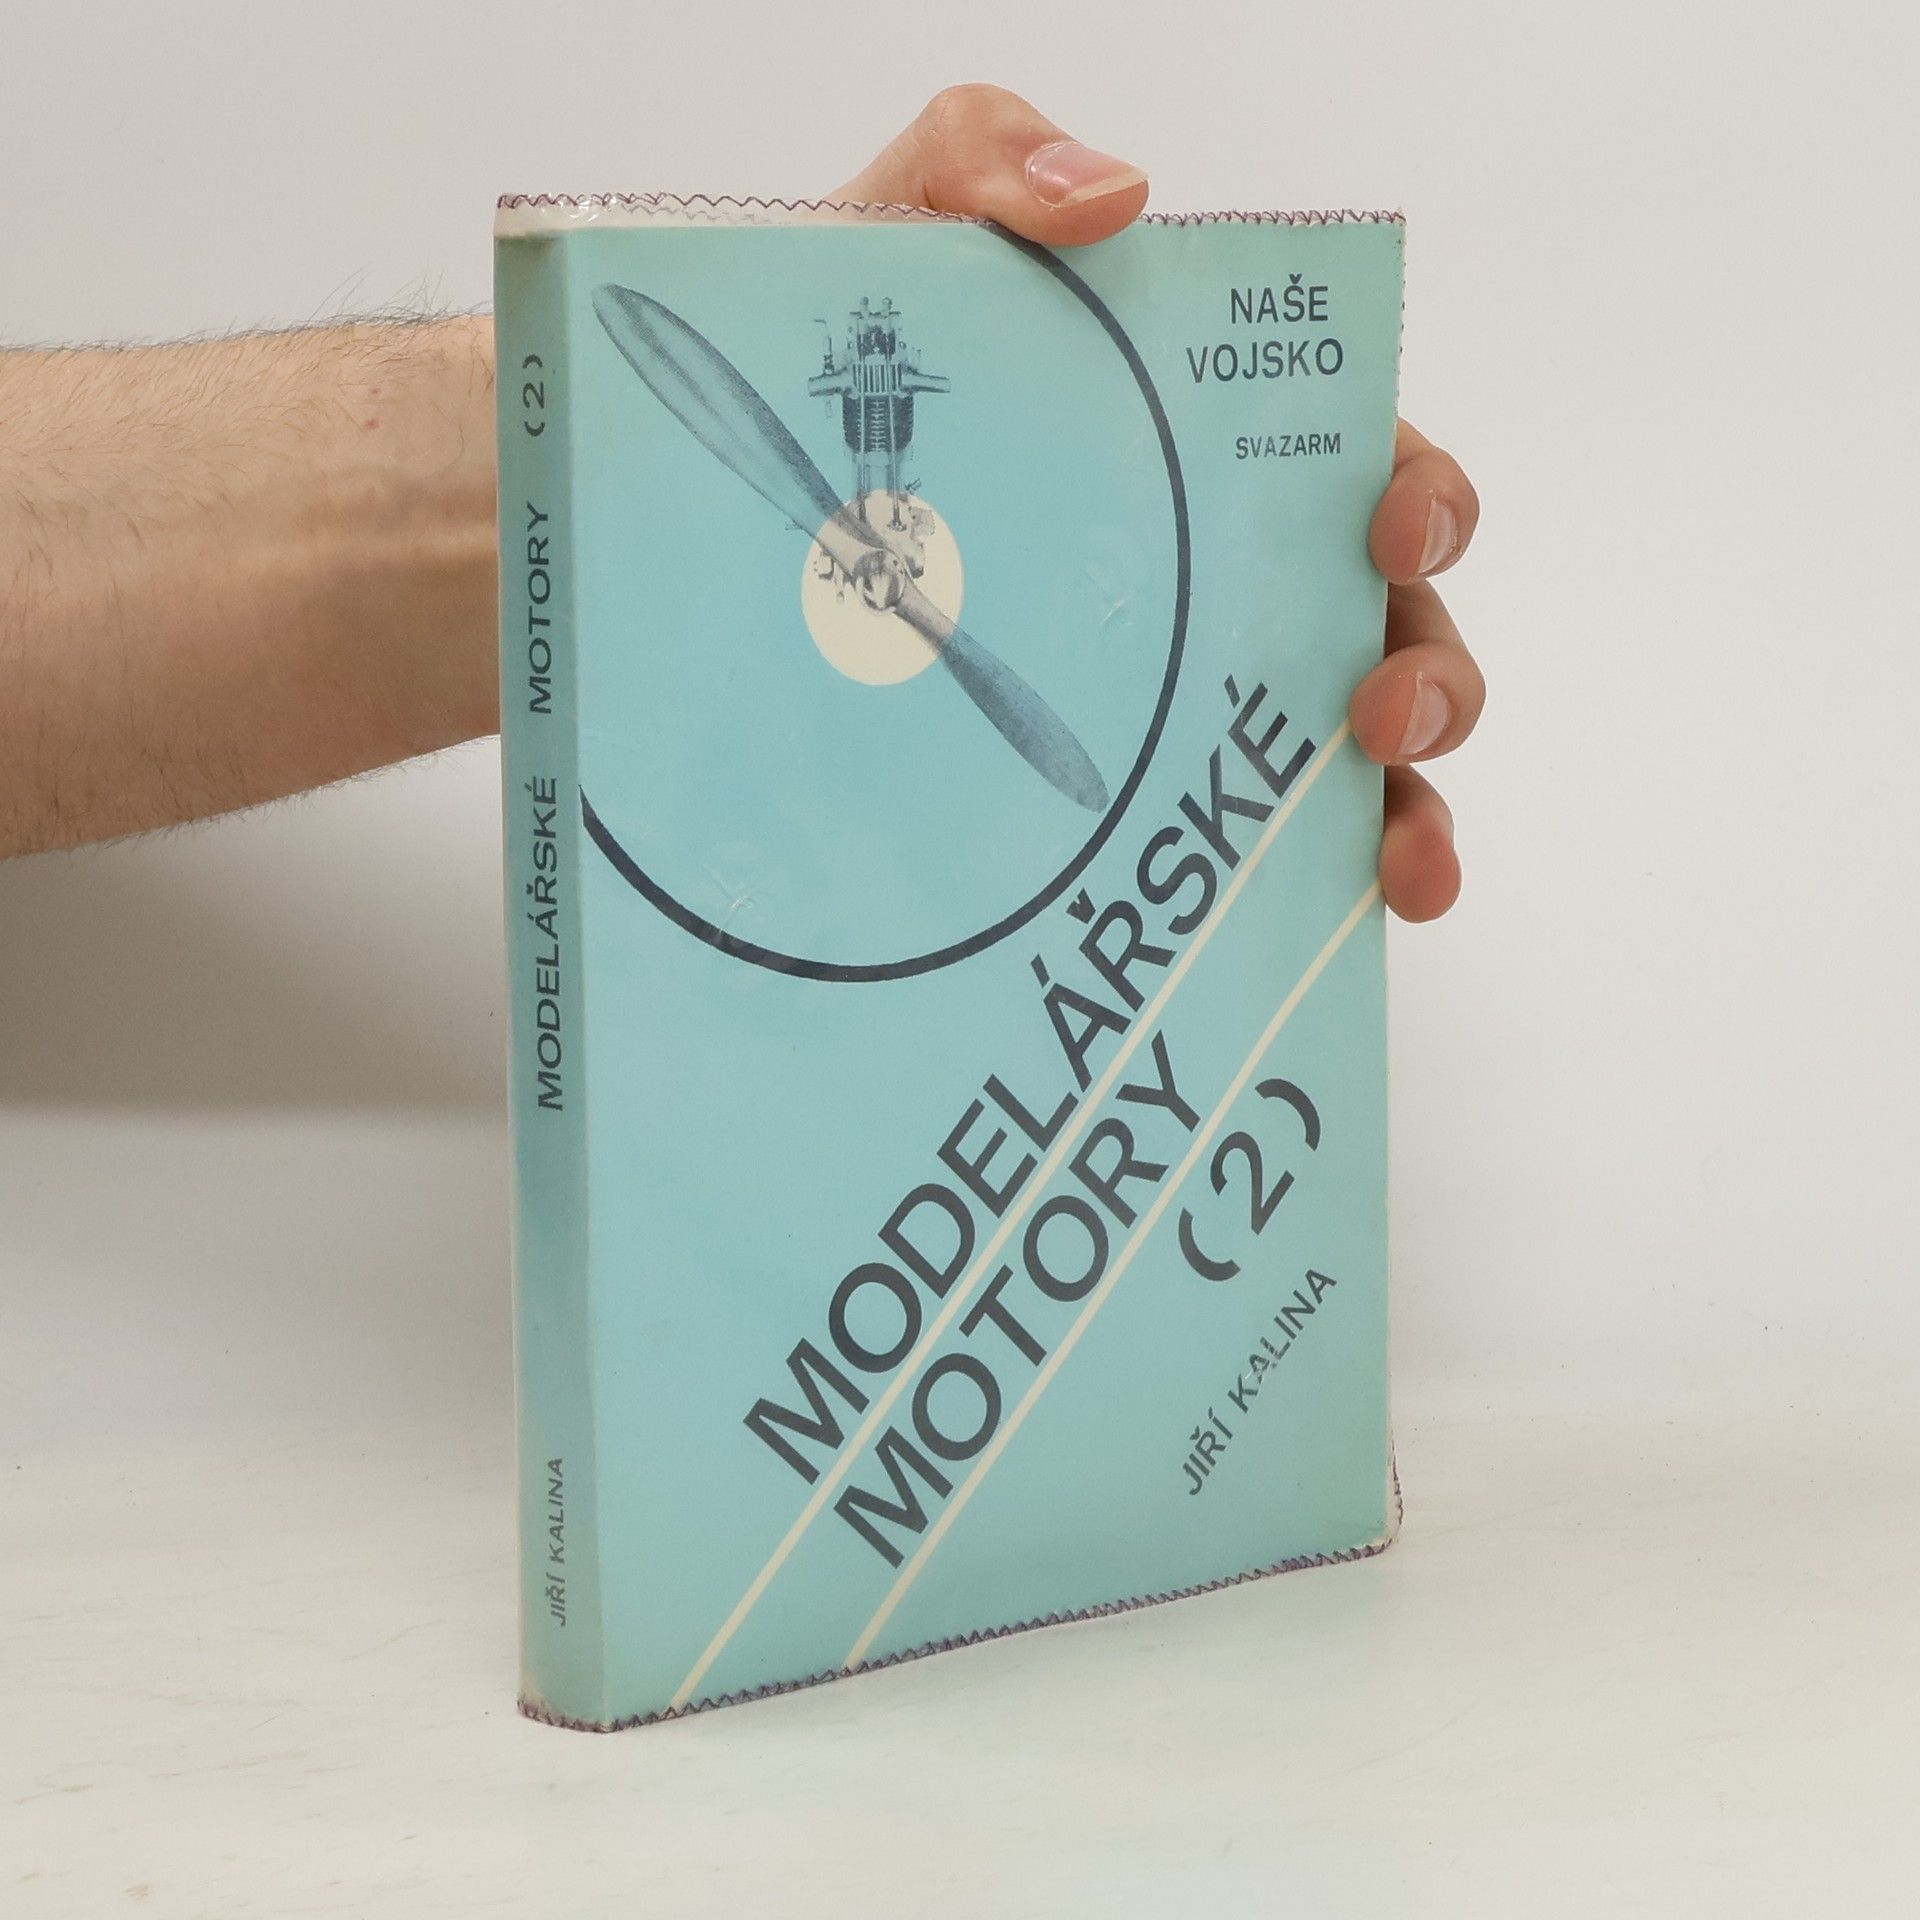 NAŠE
VOJSKO
SVAZARM
MODELÁŘSKÉ
MOTORY
(2)
JIŘÍ KALINA
JIŘÍ KALINA MODELÁŘSKÉ MOTORY (2)